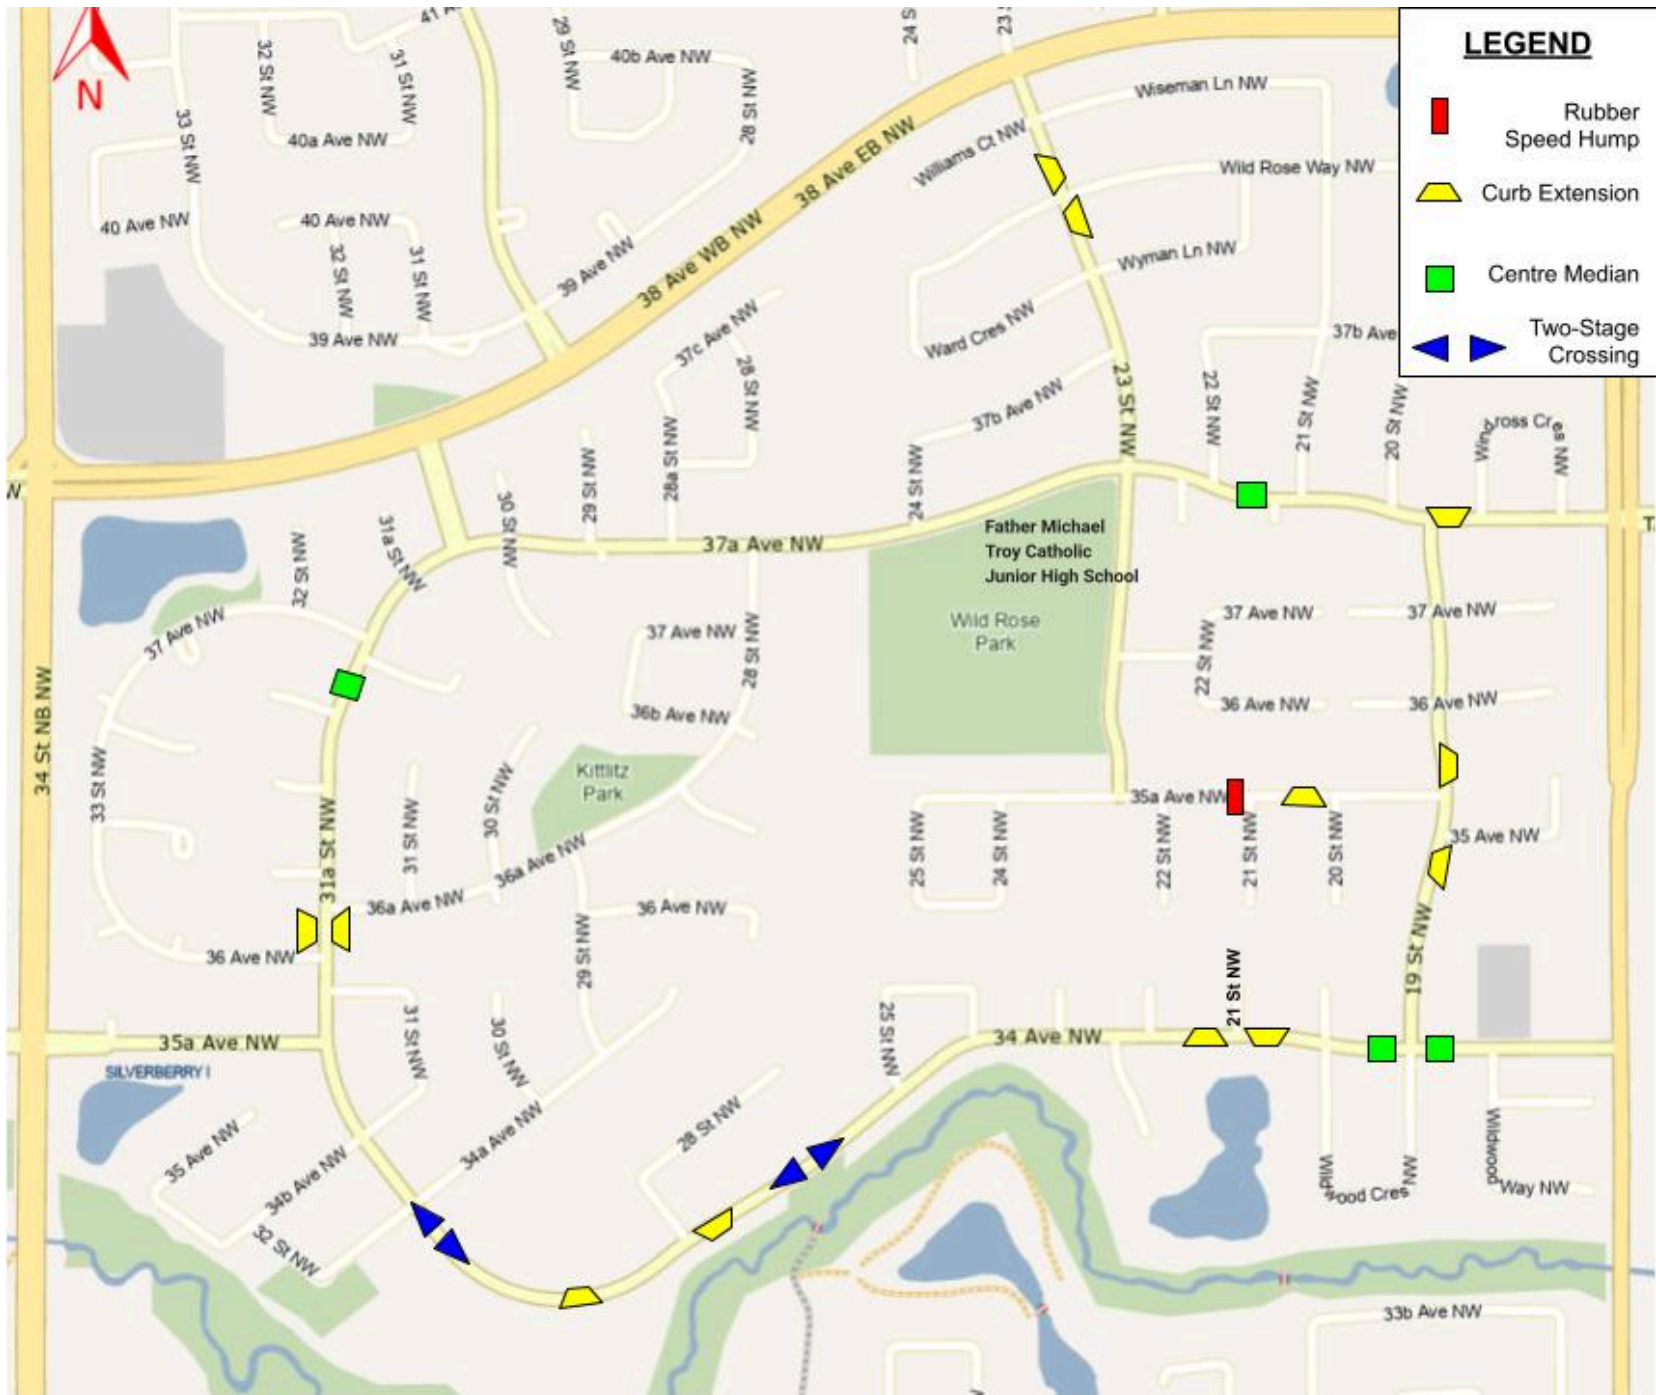 LEGEND
Rubber
Speed Hump
Curb Extension
Centre Median
Two-Stage
Crossing
N
41 A
32 St NW
31 St NW
29 St NW
40b Ave NW
28 St NW
24 S
23 S
33 St NW
40a Ave NW
40 Ave NW
40 Ave NW
32 St NW
31 St NW
39 Ave NW
39 Ave NW
38 Ave WB NW
38 Ave EB NW
Williams Ct NW
Wiseman Ln NW
Wild Rose Way NW
Wyman Ln NW
Ward Cres NW
37b Ave
37c Ave NW
28 St NW
37b Ave NW
23 St NW
22 St NW
21 St NW
20 St NW
Wind
ross Cr
es NW
W
30 St NW
29 St NW
28a St NW
24 St NW
31a St NW
37a Ave NW
32 St NW
Father Michael
Troy Catholic
Junior High School
Wild Rose
Park
T
37 Ave NW
37 Ave NW
28 St NW
37 Ave NW
37 Ave NW
22 St NW
36b Ave NW
36 Ave NW
36 Ave NW
34 St NB NW
33 St NW
31a St NW
31 St NW
30 St NW
Kittlitz
Park
36a Ave NW
36a Ave NW
35a Ave NW
25 St NW
24 St NW
22 St NW
21 St NW
20 St NW
35 Ave NW
36 Ave NW
36 Ave NW
29 St NW
19 St NW
21 St NW
35a Ave NW
SILVERBERRY I
31 St NW
30 St NW
25 St NW
34 Ave NW
35 Ave NW
34b Ave NW
34a Ave NW
32 St NW
28 St NW
Wild
ood Cres
NW
Wildwood
Way NW
33b Ave NW